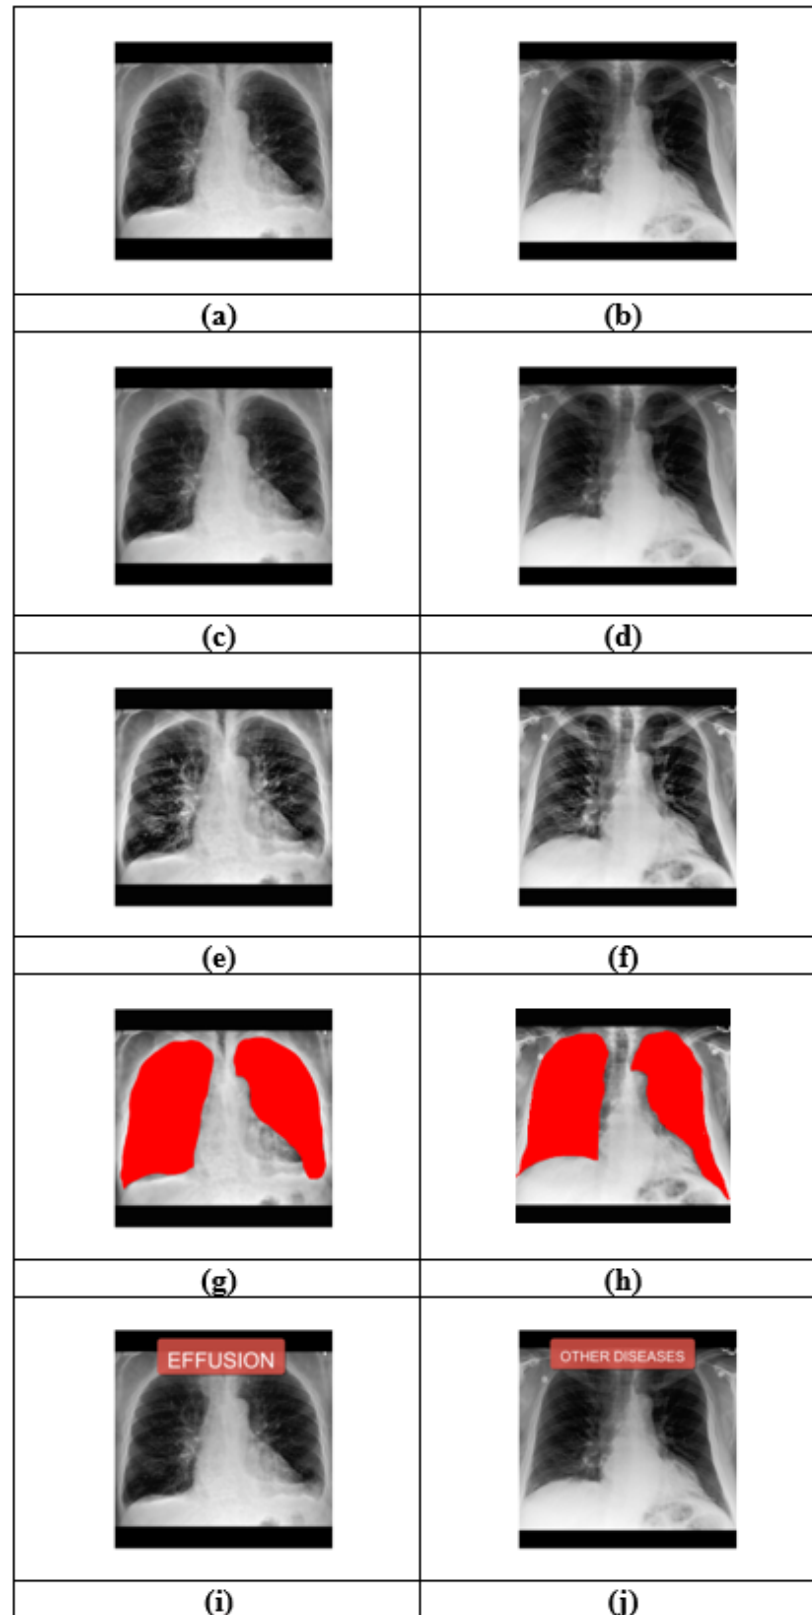 (a)
(b)
(c)
(d)
(e)
(f)
(g)
(h)
EFFUSION
OTHER DISEASES
(i)
(j)